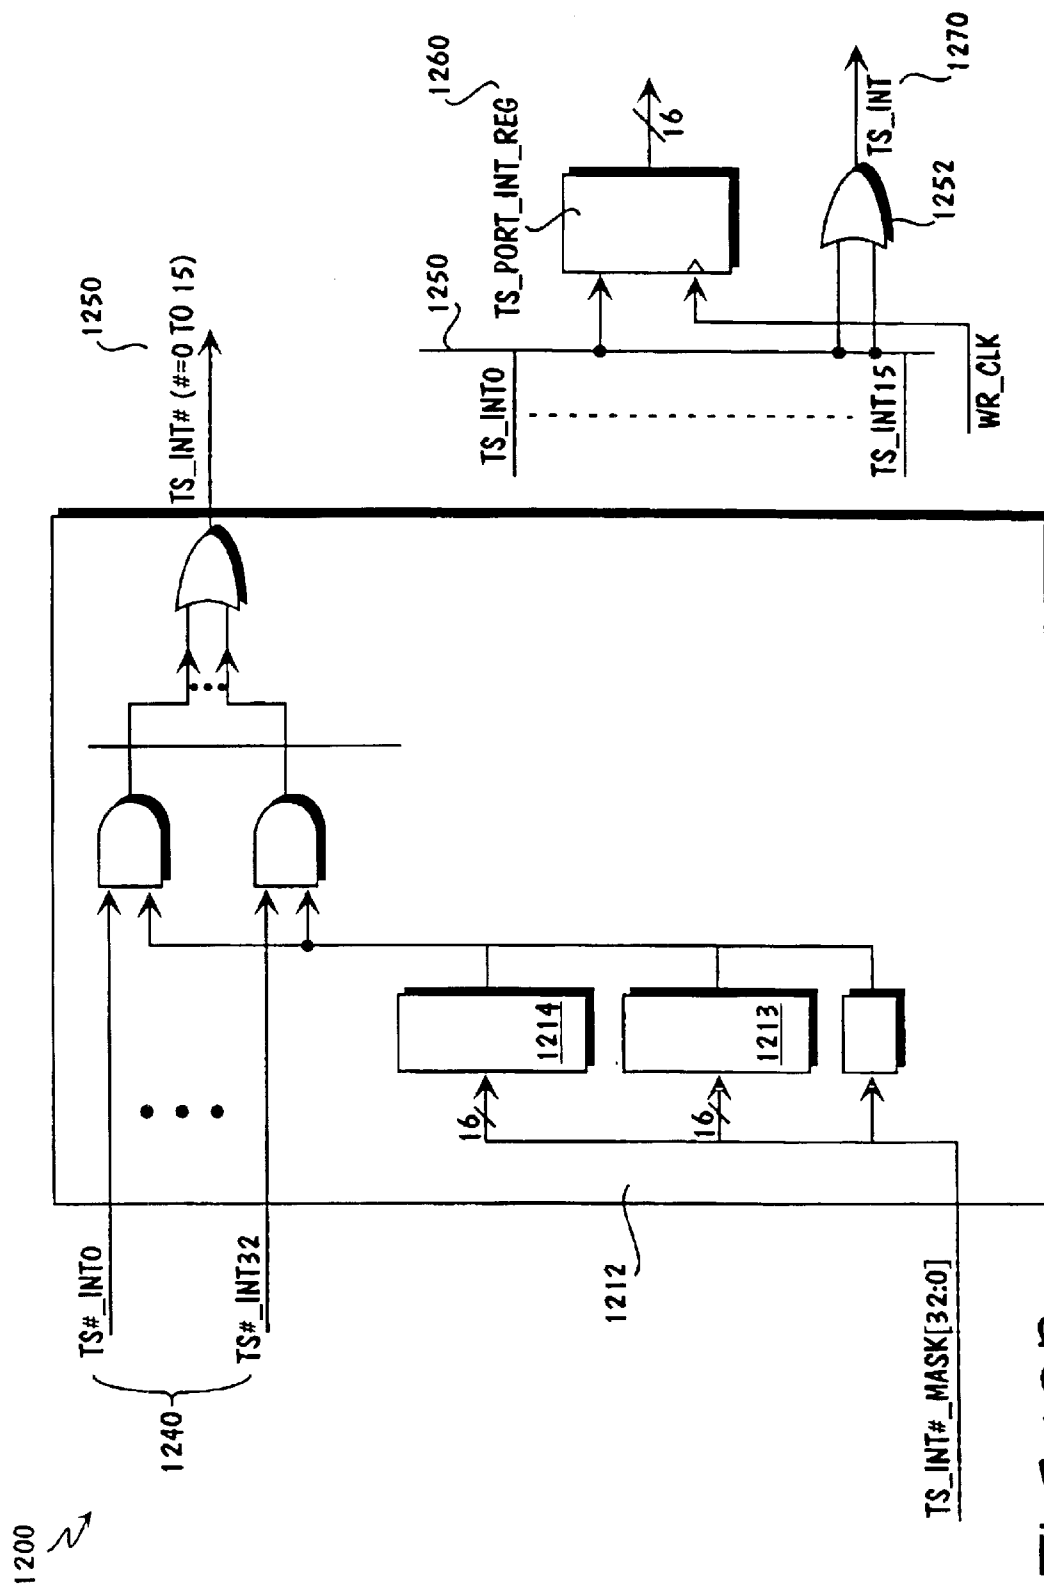 1200
1240
TS#_INT0
TS#_INT32
TS_INT#_MASK[32:0]
1212
16
1214
16
1213
TS_INT# (#=0 TO 15)
1250
TS_INT0
TS_INT15
WR_CLK
1250
TS_PORT_INT_REG
1260
16
1252
TS_INT
1270